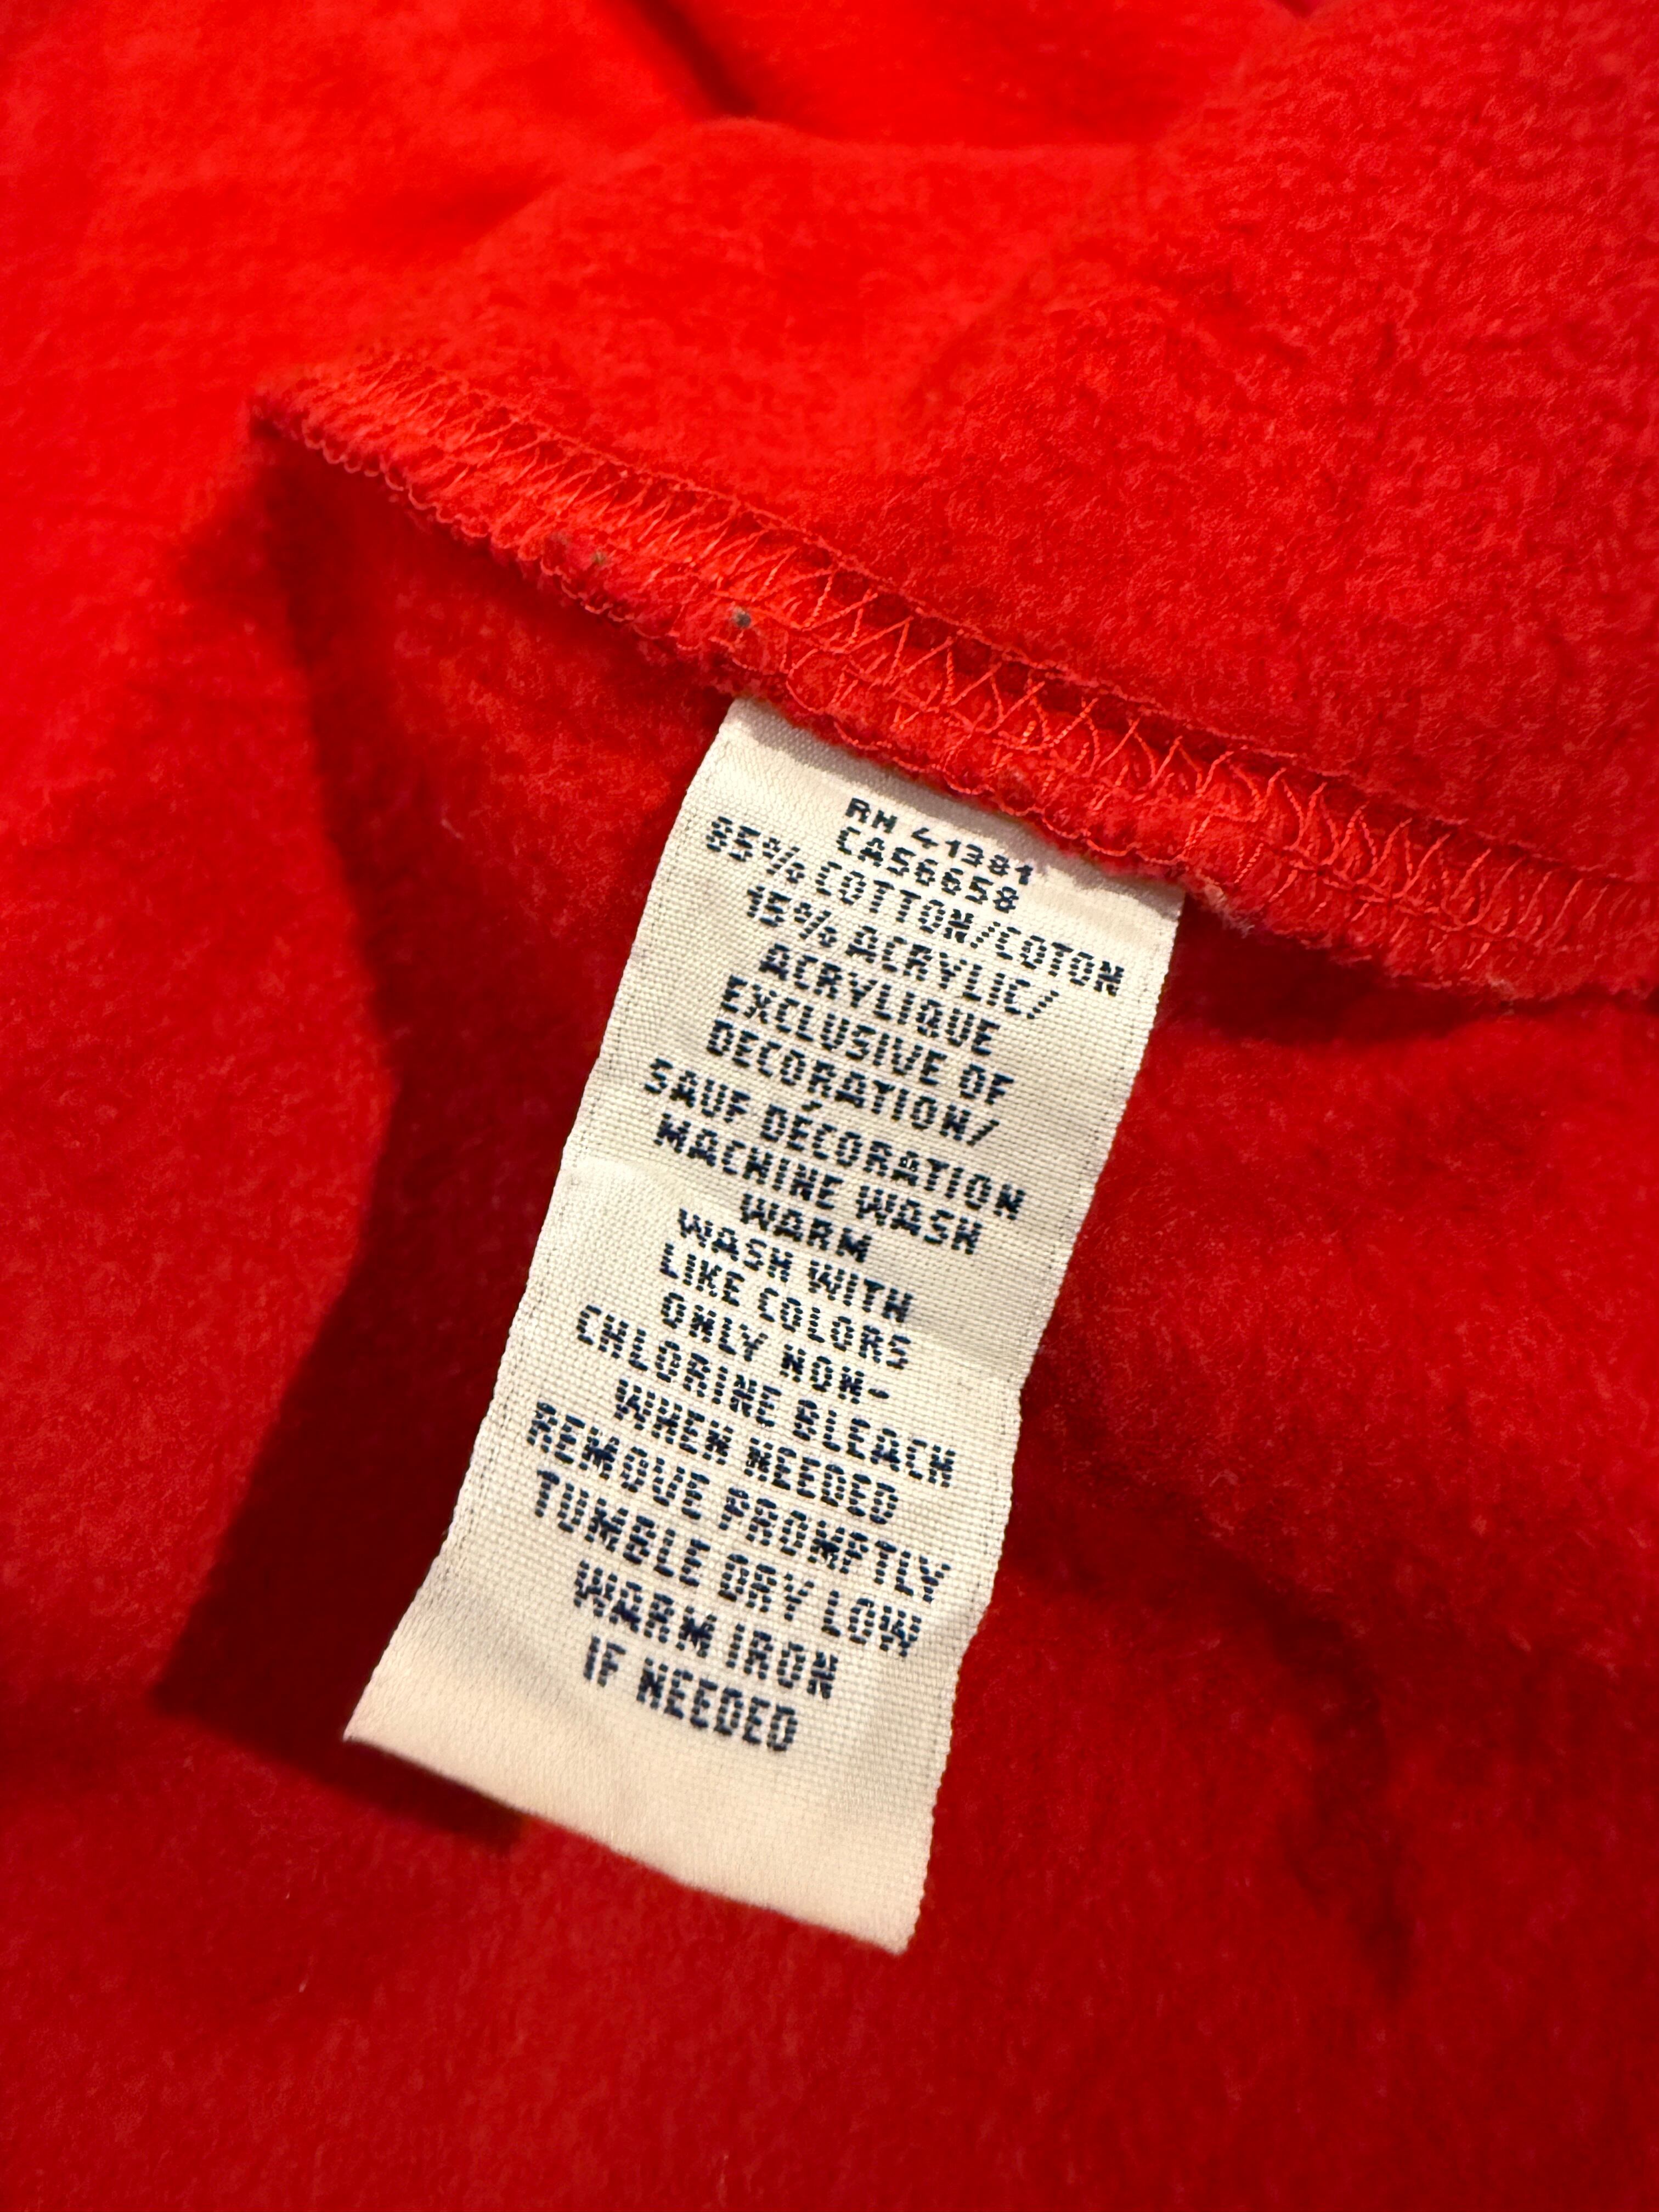 RN 41381
CA56658
85% COTTON/COTON
15% ACRYLIC/
ACRYLIQUE
EXCLUSIVE OF
DECORATION/
SAUF DÉCORATION
MACHINE WASH
WARM
WASH WITH
LIKE COLORS
ONLY NON-
CHLORINE BLEACH
WHEN NEEDED
REMOVE PROMPTLY
TUMBLE DRY LOW
WARM IRON
IF NEEDED